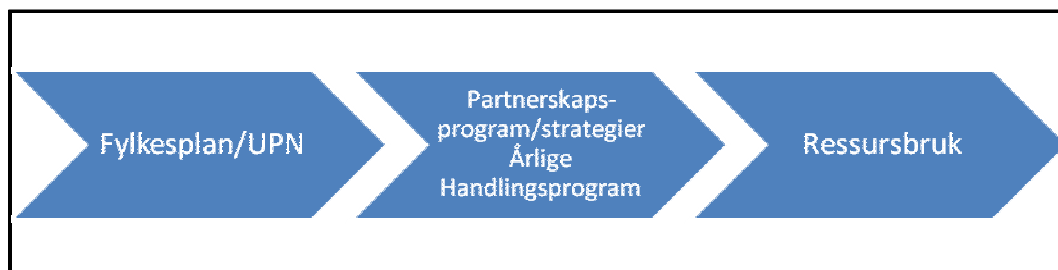 Fylkesplan/UPN
Partnerskaps-
program/strategier
Årlige
Handlingsprogram
Ressursbruk